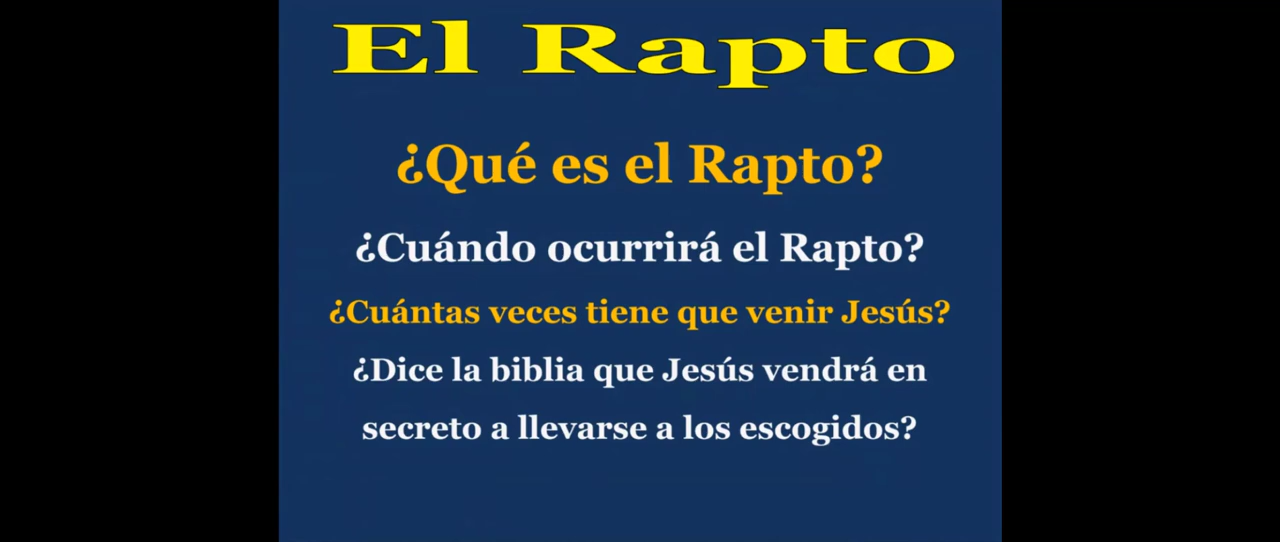 El Rapto
¿Qué es el Rapto?
¿Cuándo ocurrirá el Rapto?
¿Cuántas veces tiene que venir Jesús?
¿Dice la biblia que Jesús vendrá en
secreto a llevarse a los escogidos?